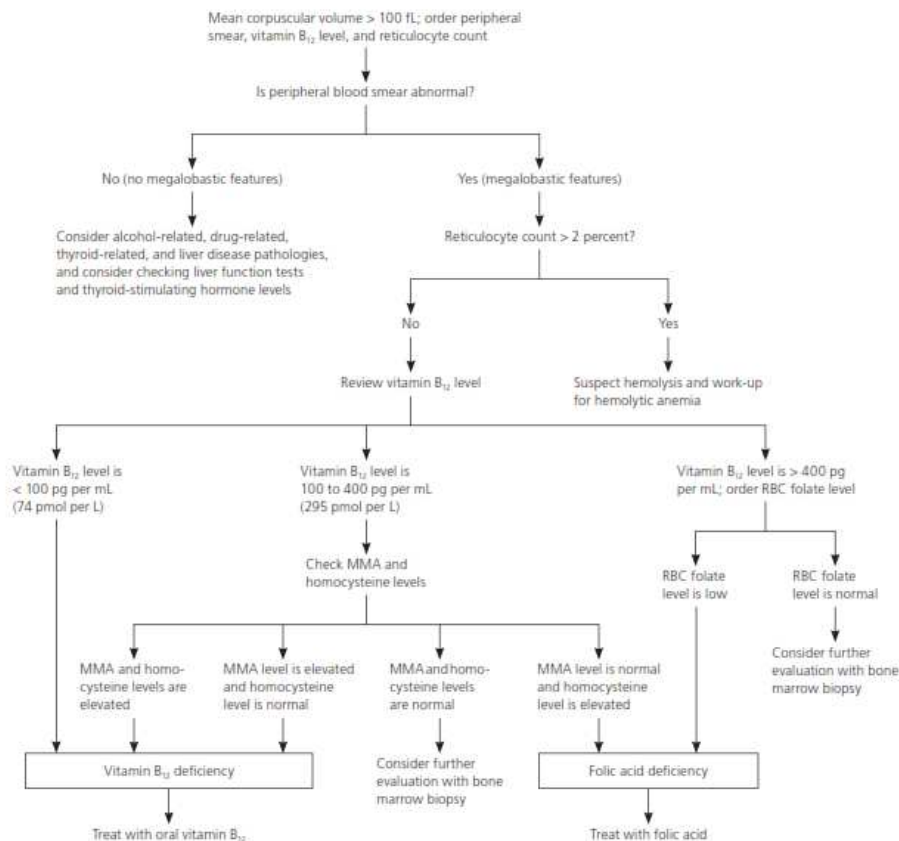 Mean corpuscular volume > 100 fL; order peripheral
smear, vitamin B₁₂ level, and reticulocyte count
Is peripheral blood smear abnormal?
No (no megalobastic features)
Yes (megalobastic features)
Consider alcohol-related, drug-related,
thyroid-related, and liver disease pathologies,
and consider checking liver function tests
and thyroid-stimulating hormone levels
Reticulocyte count > 2 percent?
No
Yes
Review vitamin B₁₂ level
Suspect hemolysis and work-up
for hemolytic anemia
Vitamin B₁₂ level is
< 100 pg per mL
(74 pmol per L)
Vitamin B₁₂ level is
100 to 400 pg per mL
(295 pmol per L)
Vitamin B₁₂ level is > 400 pg
per mL; order RBC folate level
Check MMA and
homocysteine levels
RBC folate
level is low
RBC folate
level is normal
MMA and homo-
cysteine levels are
elevated
MMA level is elevated
and homocysteine
level is normal
MMA and homo-
cysteine levels
are normal
MMA level is normal
and homocysteine
level is elevated
Consider further
evaluation with bone
marrow biopsy
Vitamin B₁₂ deficiency
Consider further
evaluation with bone
marrow biopsy
Folic acid deficiency
Treat with oral vitamin B₁₂
Treat with folic acid